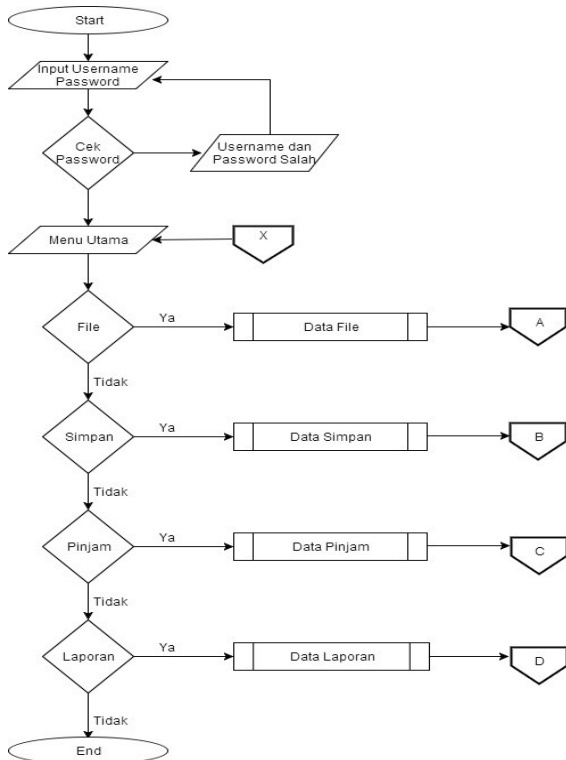 Start
Input Username
Password
Cek
Password
Username dan
Password Salah
Menu Utama
X
File
Ya
Data File
A
Tidak
Simpan
Ya
Data Simpan
B
Tidak
Pinjam
Ya
Data Pinjam
C
Tidak
Laporan
Ya
Data Laporan
D
Tidak
End